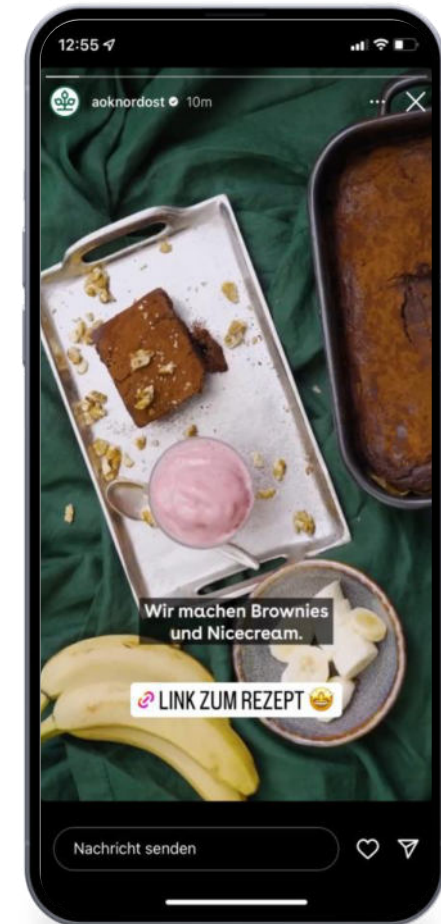 12:55
aoknordost 10m
Wir machen Brownies
und Nicecream.
LINK ZUM REZEPT
Nachricht senden